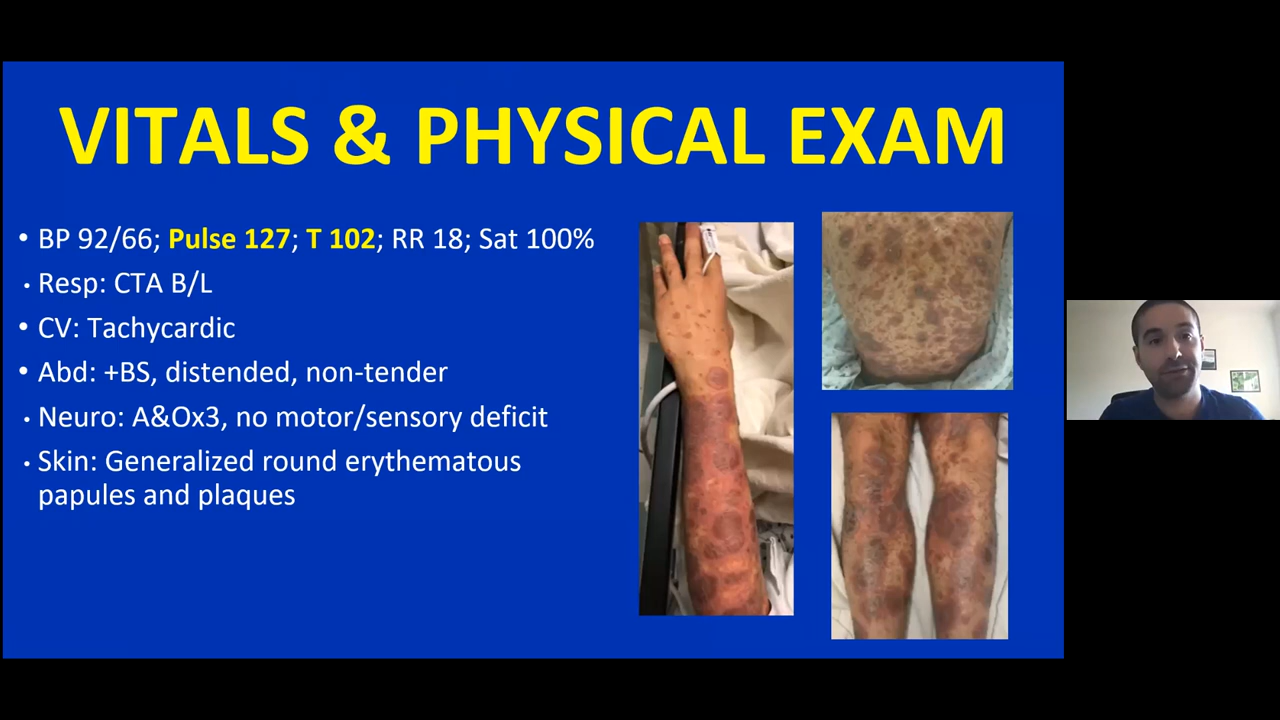 VITALS & PHYSICAL EXAM
• BP 92/66; Pulse 127; T 102; RR 18; Sat 100%
• Resp: CTA B/L
• CV: Tachycardic
• Abd: +BS, distended, non-tender
• Neuro: A&Ox3, no motor/sensory deficit
• Skin: Generalized round erythematous
papules and plaques